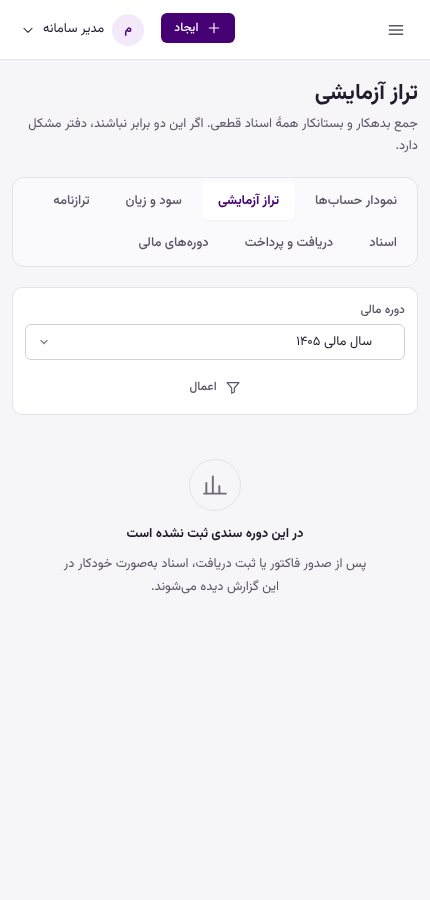 ایجاد
م
مدیر سامانه
تراز آزمایشی
جمع بدهکار و بستانکار همهٔ اسناد قطعی. اگر این دو برابر نباشند، دفتر مشکل
دارد.
نمودار حساب‌ها
تراز آزمایشی
سود و زیان
ترازنامه
اسناد
دریافت و پرداخت
دوره‌های مالی
دوره مالی
سال مالی ۱۴۰۵
اعمال
در این دوره سندی ثبت نشده است
پس از صدور فاکتور یا ثبت دریافت، اسناد به‌صورت خودکار در
این گزارش دیده می‌شوند.